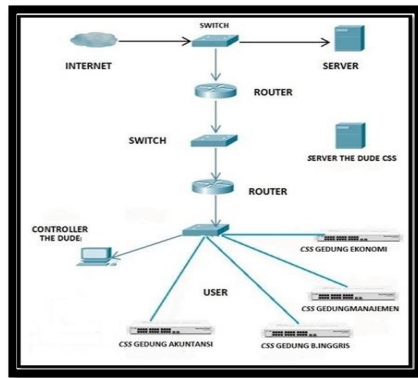 SWITCH
INTERNET
SERVER
ROUTER
SWITCH
SERVER THE DUDE CSS
ROUTER
CONTROLLER
THE DUDE:
CSS GEDUNG EKONOMI
USER
CSS GEDUNGMANAJEMEN
CSS GEDUNG AKUNTANSI
CSS GEDUNG B.INGGRIS